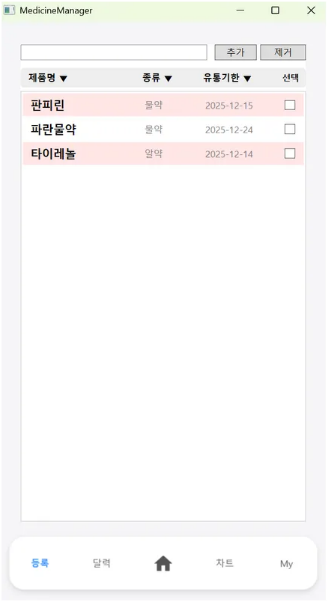 MedicineManager
추가 제거
제품명 ▼ 종류 ▼ 유통기한 ▼ 선택
판피린 물약 2025-12-15
파란물약 물약 2025-12-24
타이레놀 알약 2025-12-14
등록 달력 차트 My